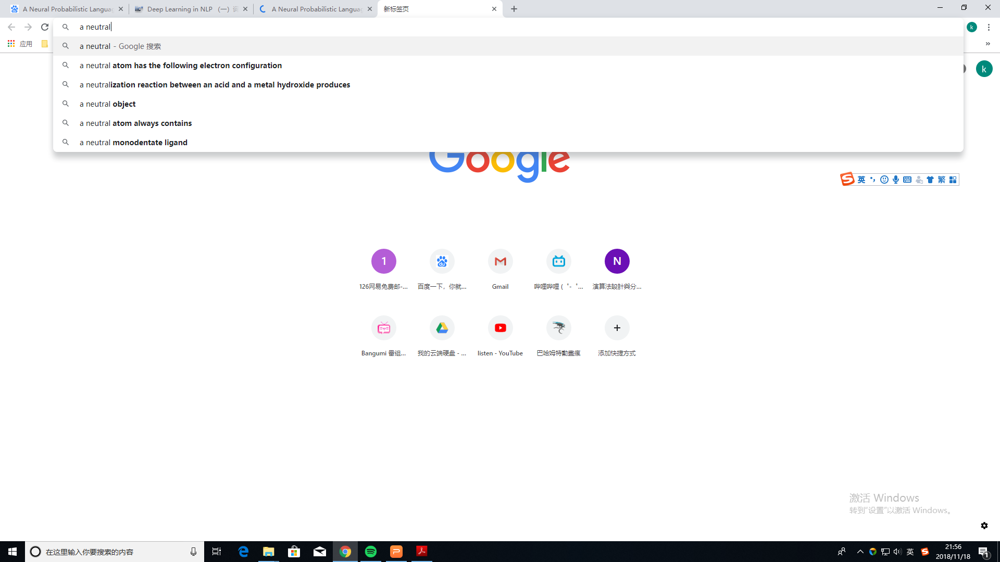 A Neural Probabilistic Langua
Deep Learning in NLP （一）词
A Neural Probabilistic Langua
新标签页
a neutral
k
应用
»
a neutral - Google 搜索
a neutral atom has the following electron configuration
a neutralization reaction between an acid and a metal hydroxide produces
a neutral object
a neutral atom always contains
a neutral monodentate ligand
k
Google
S 英 繁
1
du
N
126网易免费邮-...
百度一下，你就...
Gmail
哔哩哔哩 ( ゜- ゜...
演算法設計與分...
Bangumi 番组...
我的云端硬盘 - ...
listen - YouTube
巴哈姆特動畫瘋
添加快捷方式
激活 Windows
转到"设置"以激活 Windows。
在这里输入你要搜索的内容
英
21:56
2018/11/18
1